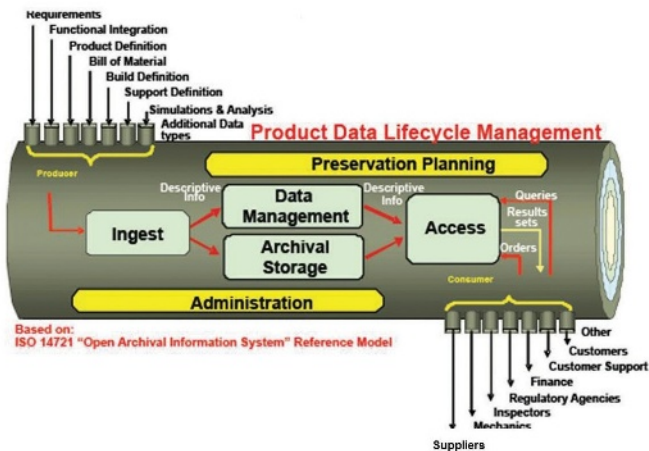 Requirements
Functional Integration
Product Definition
Bill of Material
Build Definition
Support Definition
Simulations & Analysis
Additional Data
types
Product Data Lifecycle Management
Preservation Planning
Producer
Descriptive
Info
Data
Management
Descriptive
Info
Queries
Results
sets
Ingest
Access
Archival
Storage
Orders
Consumer
Administration
Based on:
ISO 14721 “Open Archival Information System” Reference Model
Other
Customers
Customer Support
Finance
Regulatory Agencies
Inspectors
Mechanics
Suppliers